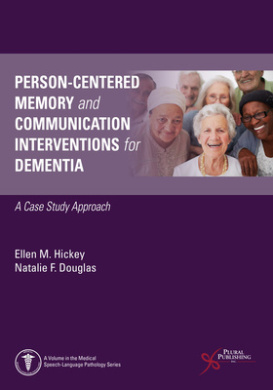 PERSON-CENTERED
MEMORY and
COMMUNICATION
INTERVENTIONS for
DEMENTIA
A Case Study Approach
Ellen M. Hickey
Natalie F. Douglas
A Volume in the Medical
Speech-Language Pathology Series
PLURAL
PUBLISHING
INC.